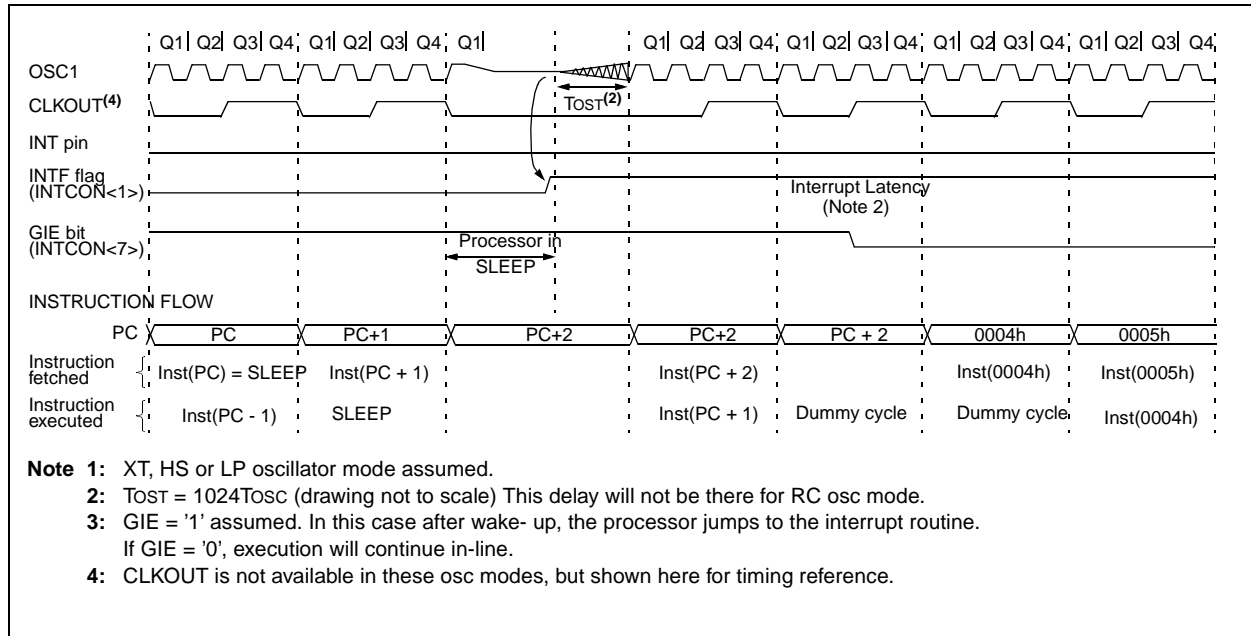 Q1 Q2 Q3 Q4 Q1 Q2 Q3 Q4 Q1 Q1 Q2 Q3 Q4 Q1 Q2 Q3 Q4 Q1 Q2 Q3 Q4 Q1 Q2 Q3 Q4
OSC1
CLKOUT(4)
TOST(2)
INT pin
INTF flag
(INTCON<1>)
Interrupt Latency
(Note 2)
GIE bit
(INTCON<7>)
Processor in
SLEEP
INSTRUCTION FLOW
PC PC PC+1 PC+2 PC+2 PC + 2 0004h 0005h
Instruction
fetched
Inst(PC) = SLEEP Inst(PC + 1) Inst(PC + 2) Inst(0004h) Inst(0005h)
Instruction
executed
Inst(PC - 1) SLEEP Inst(PC + 1) Dummy cycle Dummy cycle Inst(0004h)
Note 1: XT, HS or LP oscillator mode assumed.
2: TOST = 1024TOSC (drawing not to scale) This delay will not be there for RC osc mode.
3: GIE = '1' assumed. In this case after wake- up, the processor jumps to the interrupt routine.
If GIE = '0', execution will continue in-line.
4: CLKOUT is not available in these osc modes, but shown here for timing reference.